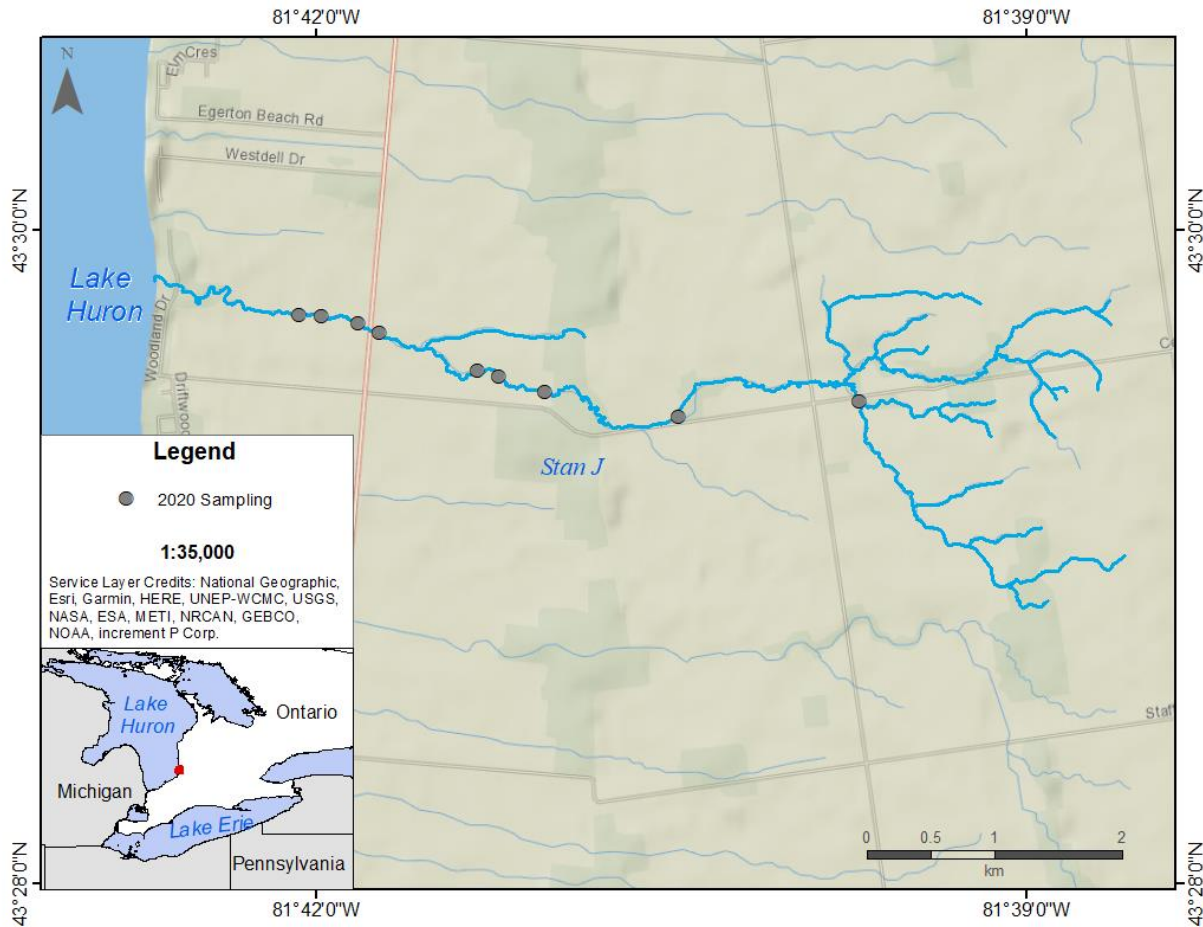 81°42'0"W
81°39'0"W
N
Elm
Cres
Egerton Beach Rd
Westdell Dr
43°30'0"N
43°30'0"N
Lake
Huron
Woodland Dr
Driftwood
Stan J
Legend
2020 Sampling
1:35,000
Service Layer Credits: National Geographic,
Esri, Garmin, HERE, UNEP-WCMC, USGS,
NASA, ESA, METI, NRCAN, GEBCO,
NOAA, increment P Corp.
Lake
Huron
Ontario
Michigan
Lake Erie
Pennsylvania
Staf
0 0.5 1 2
km
43°28'0"N
43°28'0"N
81°42'0"W
81°39'0"W